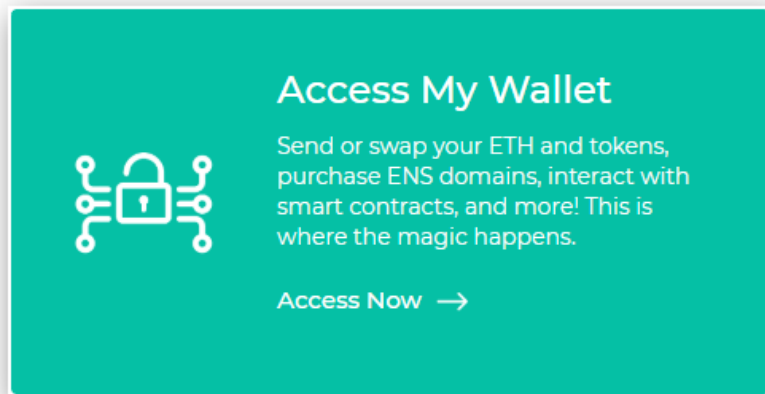 Access My Wallet
Send or swap your ETH and tokens,
purchase ENS domains, interact with
smart contracts, and more! This is
where the magic happens.
Access Now →